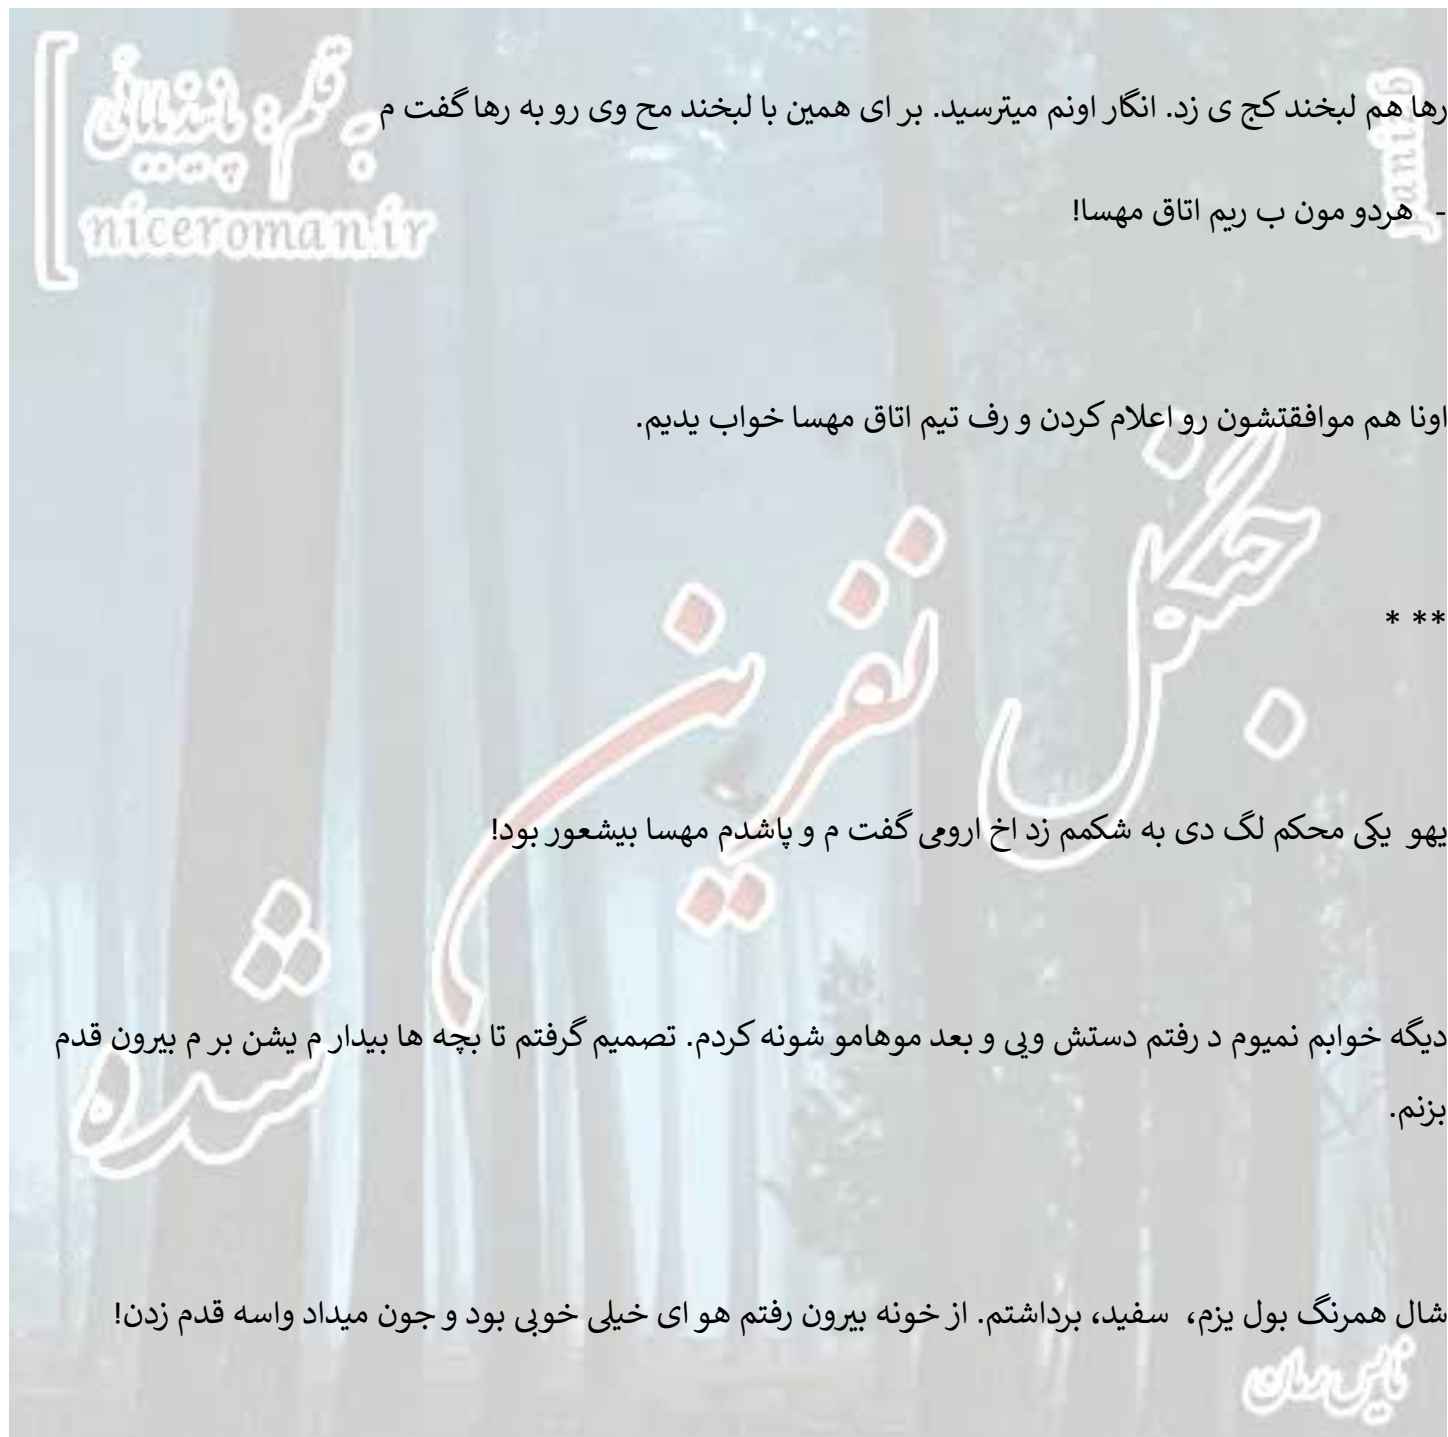 رها هم لبخند کج ی زد. انگار اونم میترسید. بر ای همین با لبخند مح وی رو به رها گفت م
- هردو مون ب ریم اتاق مهسا!
اونا هم موافقتشون رو اعلام کردن و رف تیم اتاق مهسا خواب یدیم.
** *
یهو یکی محکم لگ دی به شکمم زد اخ ارومی گفت م و پاشدم مهسا بیشعور بود!
دیگه خوابم نمیوم د رفتم دستش ویی و بعد موهامو شونه کردم. تصمیم گرفتم تا بچه ها بیدار م یشن بر م بیرون قدم
بزنم.
شال همرنگ بول یزم، سفید، برداشتم. از خونه بیرون رفتم هو ای خیلی خوبی بود و جون میداد واسه قدم زدن!
niceroman.ir
جنگل نفرین شده
نایس رمان